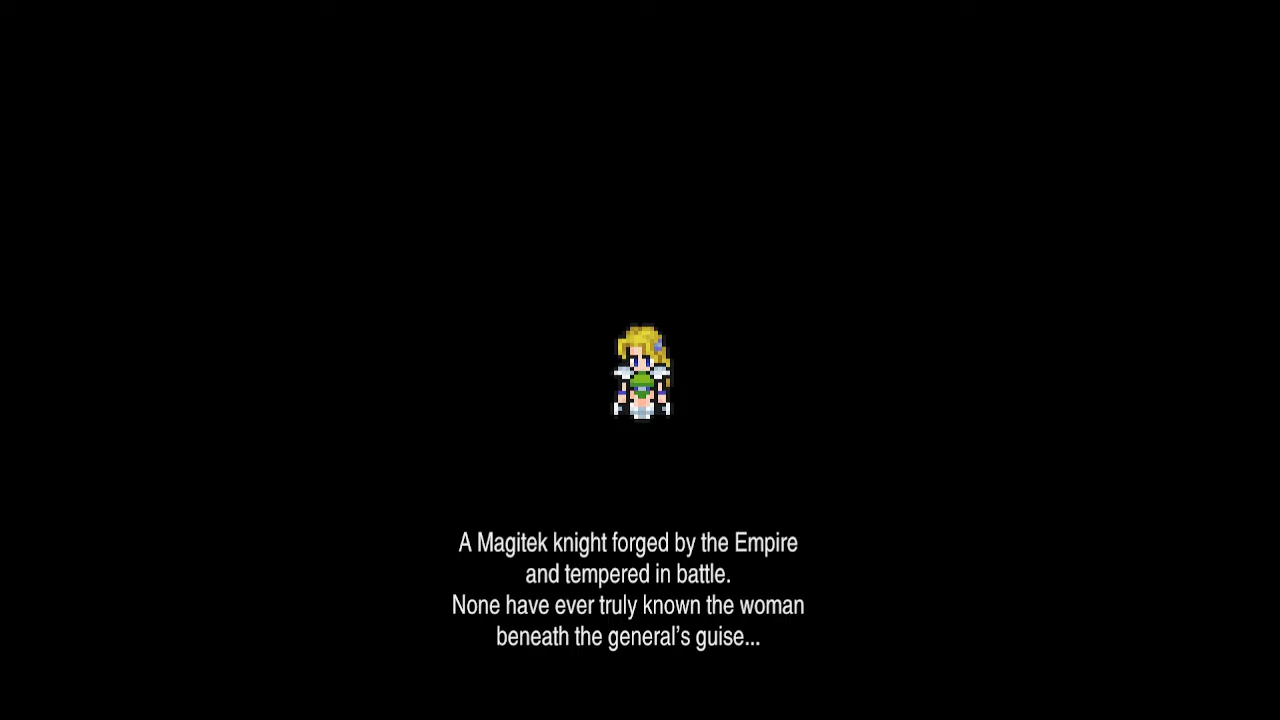 A Magitek knight forged by the Empire
and tempered in battle.
None have ever truly known the woman
beneath the general’s guise...